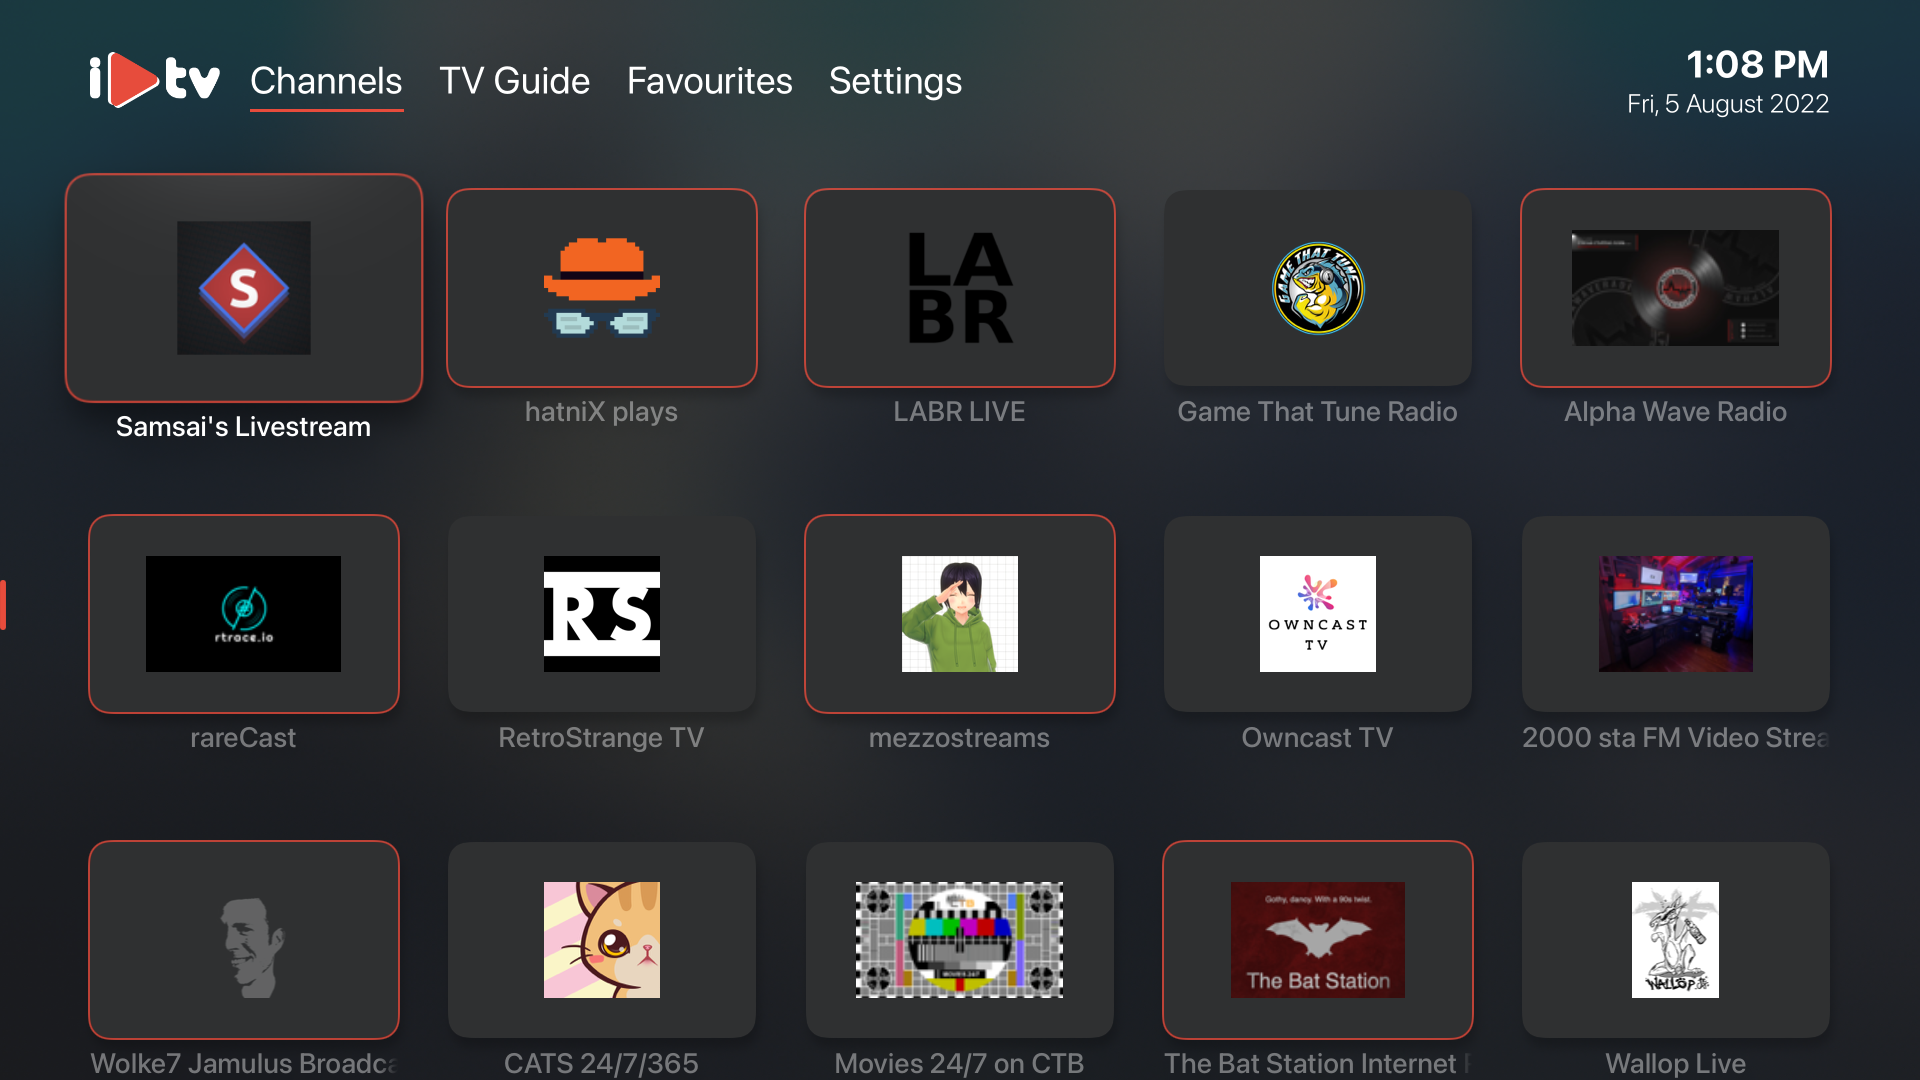 i tv
Channels
TV Guide
Favourites
Settings
1:08 PM
Fri, 5 August 2022
S
LA
BR
GAME THAT TUNE
Samsai's Livestream
hatniX plays
LABR LIVE
Game That Tune Radio
Alpha Wave Radio
rtrace.io
RS
OWNCAST
TV
rareCast
RetroStrange TV
mezzostreams
Owncast TV
2000 sta FM Video Strea
CTB
MOVIES 24/7
Gothy, dancy. With a 90s twist.
The Bat Station
WALLOP
Wolke7 Jamulus Broadca
CATS 24/7/365
Movies 24/7 on CTB
The Bat Station Internet
Wallop Live